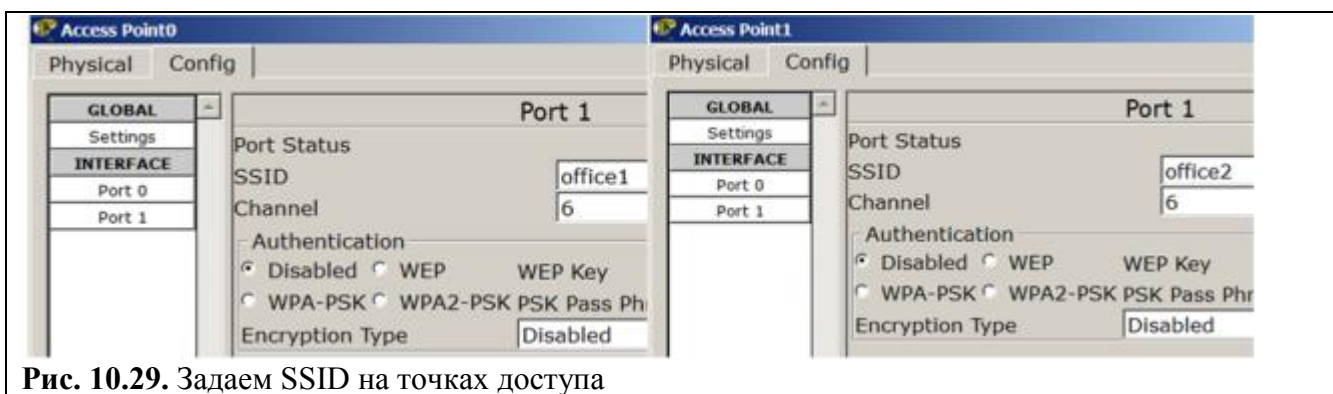 Access Point0
Physical Config
GLOBAL
Settings
INTERFACE
Port 0
Port 1
Port 1
Port Status
SSID office1
Channel 6
Authentication
Disabled WEP WEP Key
WPA-PSK WPA2-PSK PSK Pass Phr
Encryption Type Disabled
Access Point1
Physical Config
GLOBAL
Settings
INTERFACE
Port 0
Port 1
Port 1
Port Status
SSID office2
Channel 6
Authentication
Disabled WEP WEP Key
WPA-PSK WPA2-PSK PSK Pass Phr
Encryption Type Disabled
Рис. 10.29. Задаем SSID на точках доступа